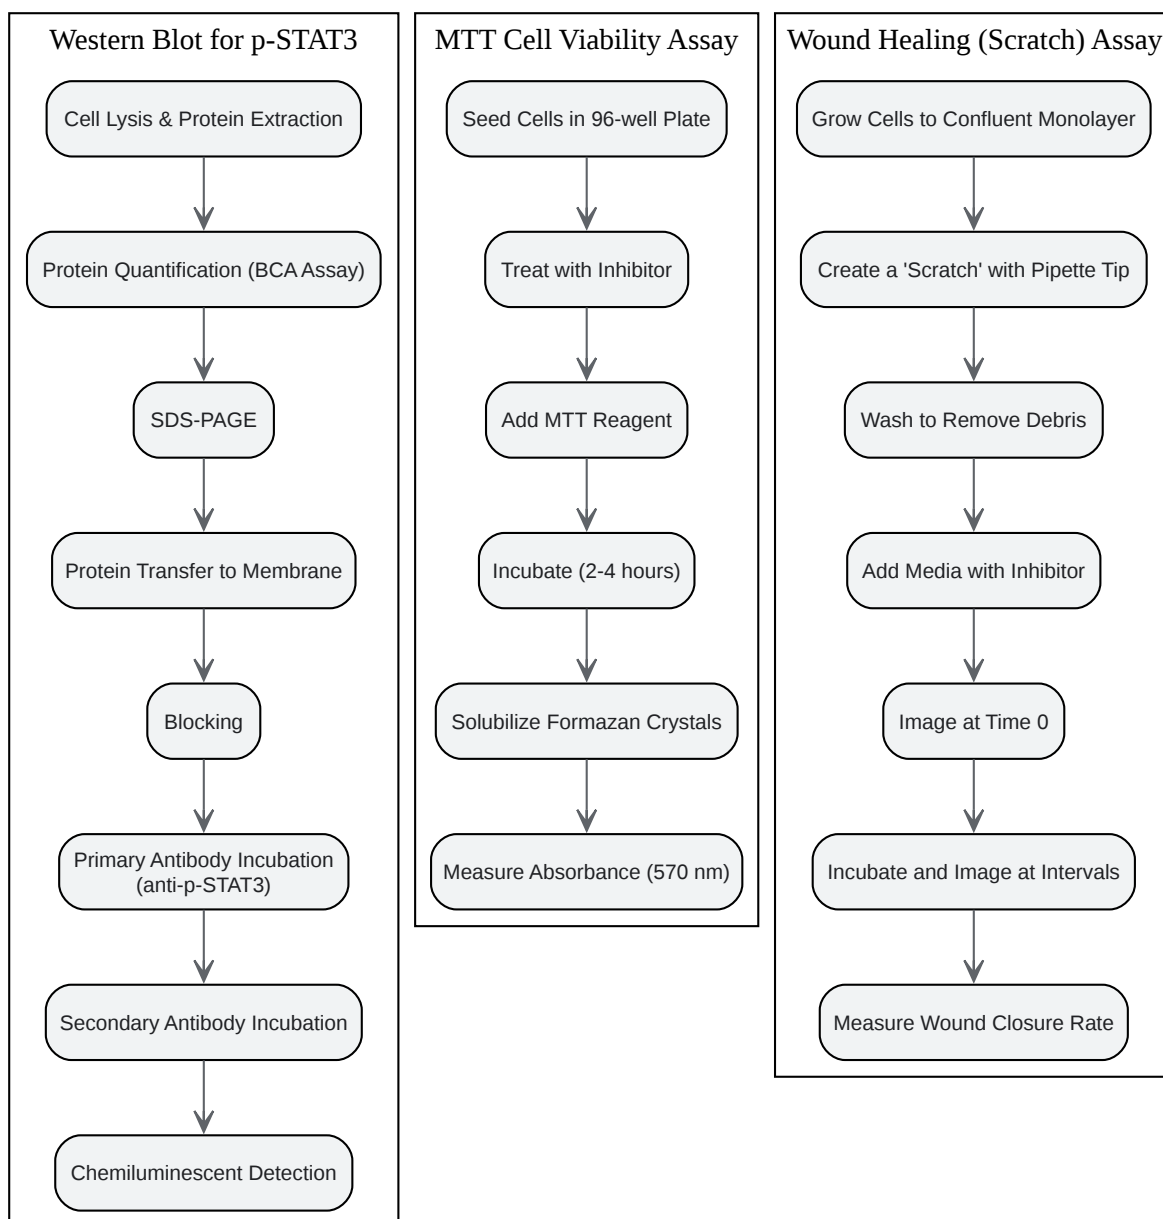 Western Blot for p-STAT3
Cell Lysis & Protein Extraction
Protein Quantification (BCA Assay)
SDS-PAGE
Protein Transfer to Membrane
Blocking
Primary Antibody Incubation
(anti-p-STAT3)
Secondary Antibody Incubation
Chemiluminescent Detection
MTT Cell Viability Assay
Seed Cells in 96-well Plate
Treat with Inhibitor
Add MTT Reagent
Incubate (2-4 hours)
Solubilize Formazan Crystals
Measure Absorbance (570 nm)
Wound Healing (Scratch) Assay
Grow Cells to Confluent Monolayer
Create a 'Scratch' with Pipette Tip
Wash to Remove Debris
Add Media with Inhibitor
Image at Time 0
Incubate and Image at Intervals
Measure Wound Closure Rate